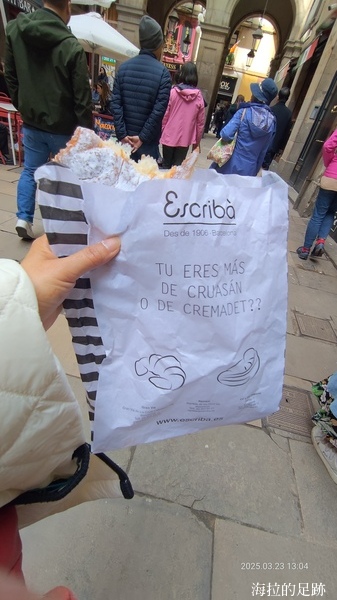 Escribà
Des de 1906 · Barcelona
TU ERES MÁS
DE CRUASÁN
O DE CREMADET??
www.escriba.es
2025.03.23 13:04
海拉的足跡